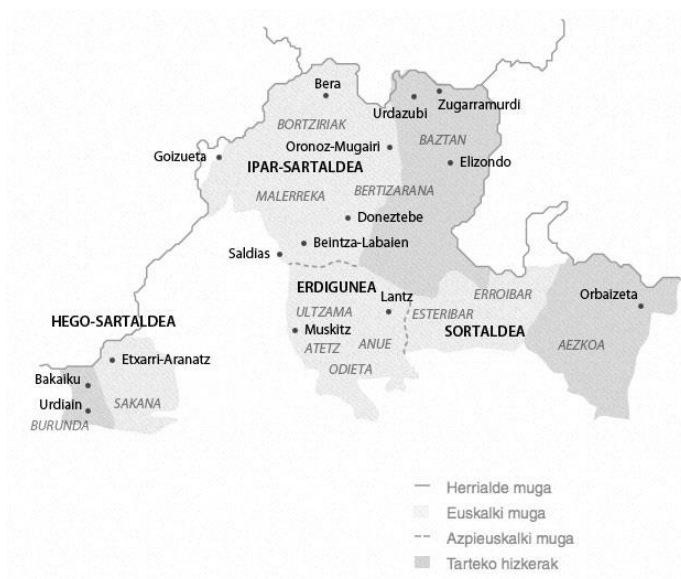 Bera
Urdazubi
Zugarramurdi
BORTZIRIAK
BAZTAN
Goizueta
Oronoz-Mugairi
Elizondo
IPAR-SARTALDEA
MALERREKA
BERTIZARANA
Doneztebe
Saldias
Beintza-Labaien
ERDIGUNEA
Lantz
ERROIBAR
Orbaizeta
ULTZAMA
ESTERIBAR
HEGO-SARTALDEA
Muskitz
SORTALDEA
ATETZ
ANUE
AEZKOA
Etxarri-Aranatz
ODIETA
Bakaiku
SAKANA
Urdiain
BURUNDA
Herrialde muga
Euskalki muga
Azpieuskalki muga
Tarteko hizkerak